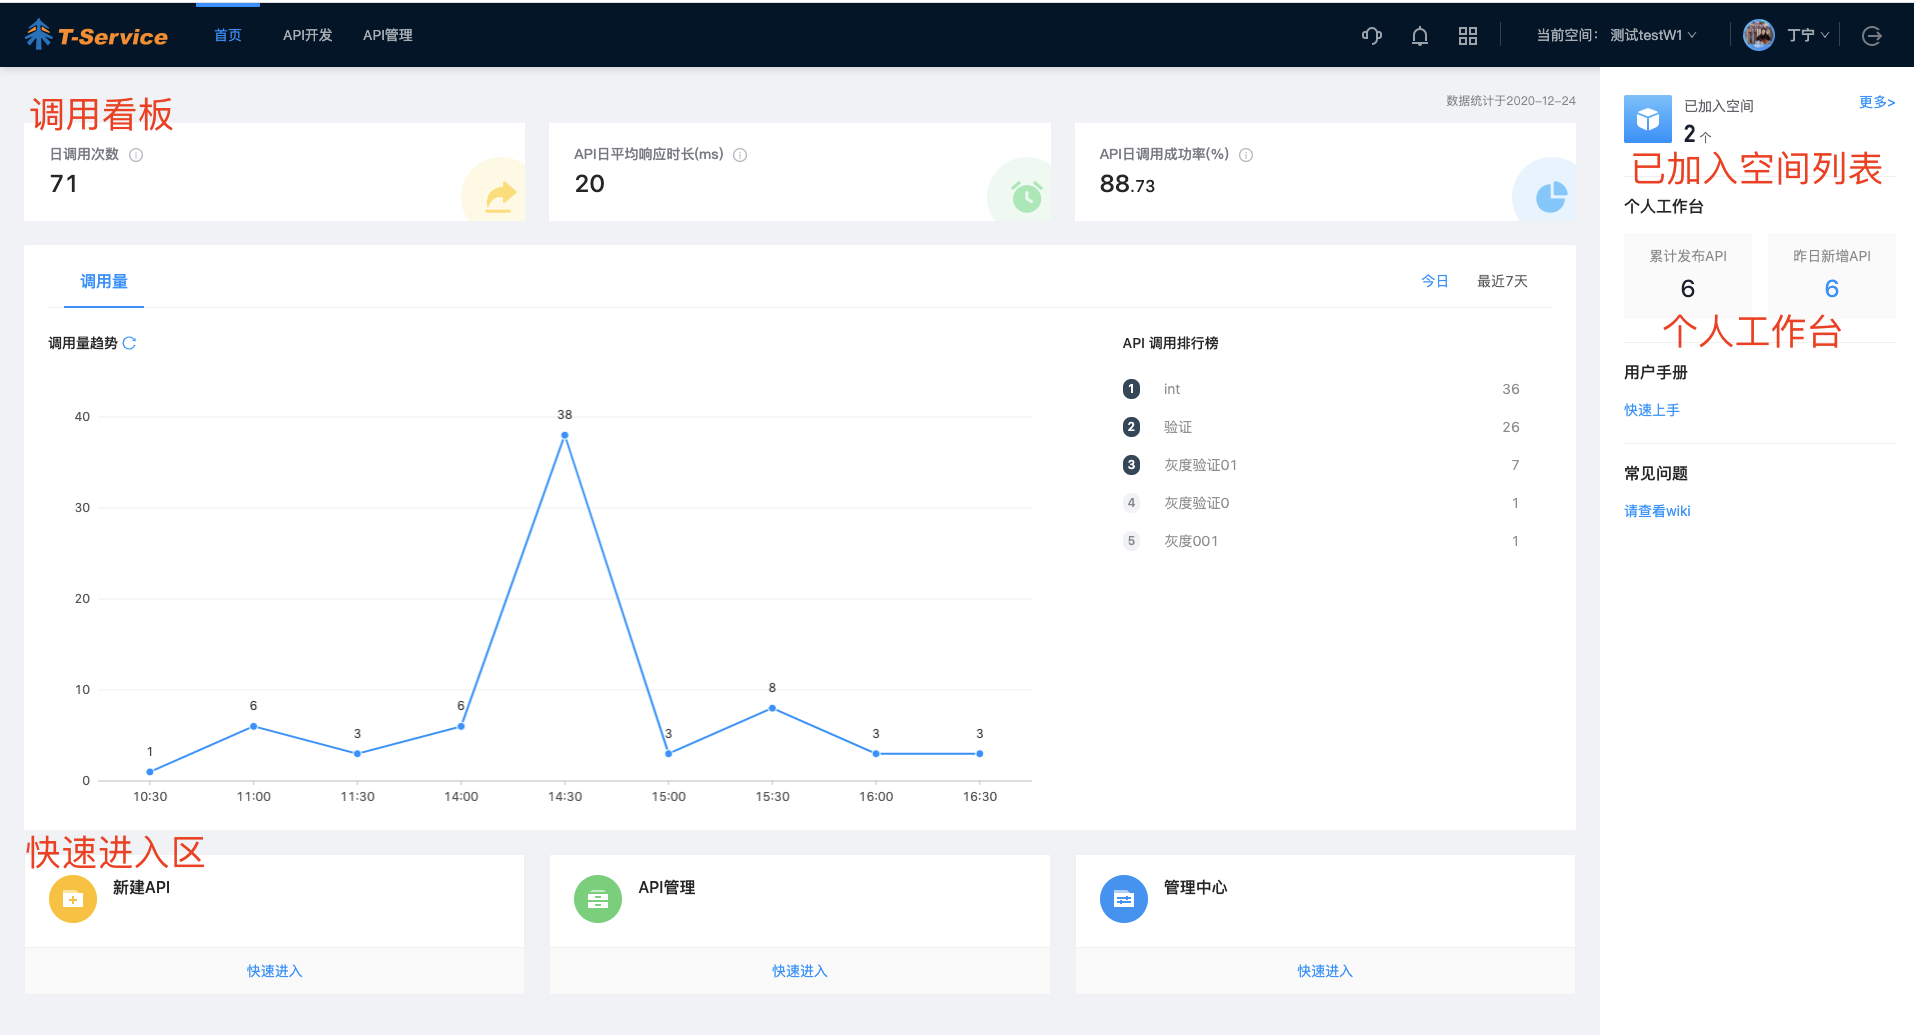 T-Service 首页 API开发 API管理 当前空间: 测试testW1 丁宁
调用看板
数据统计于2020-12-24
日调用次数
71
API日平均响应时长(ms)
20
API日调用成功率(%)
88.73
调用量
今日 最近7天
调用量趋势
40
30
20
10
0
1
6
3
6
38
3
8
3
3
10:30 11:00 11:30 14:00 14:30 15:00 15:30 16:00 16:30
API 调用排行榜
1 int 36
2 验证 26
3 灰度验证01 7
4 灰度验证0 1
5 灰度001 1
快速进入区
新建API
快速进入
API管理
快速进入
管理中心
快速进入
已加入空间 更多>
2 个
已加入空间列表
个人工作台
累计发布API
6
昨日新增API
6
个人工作台
用户手册
快速上手
常见问题
请查看wiki